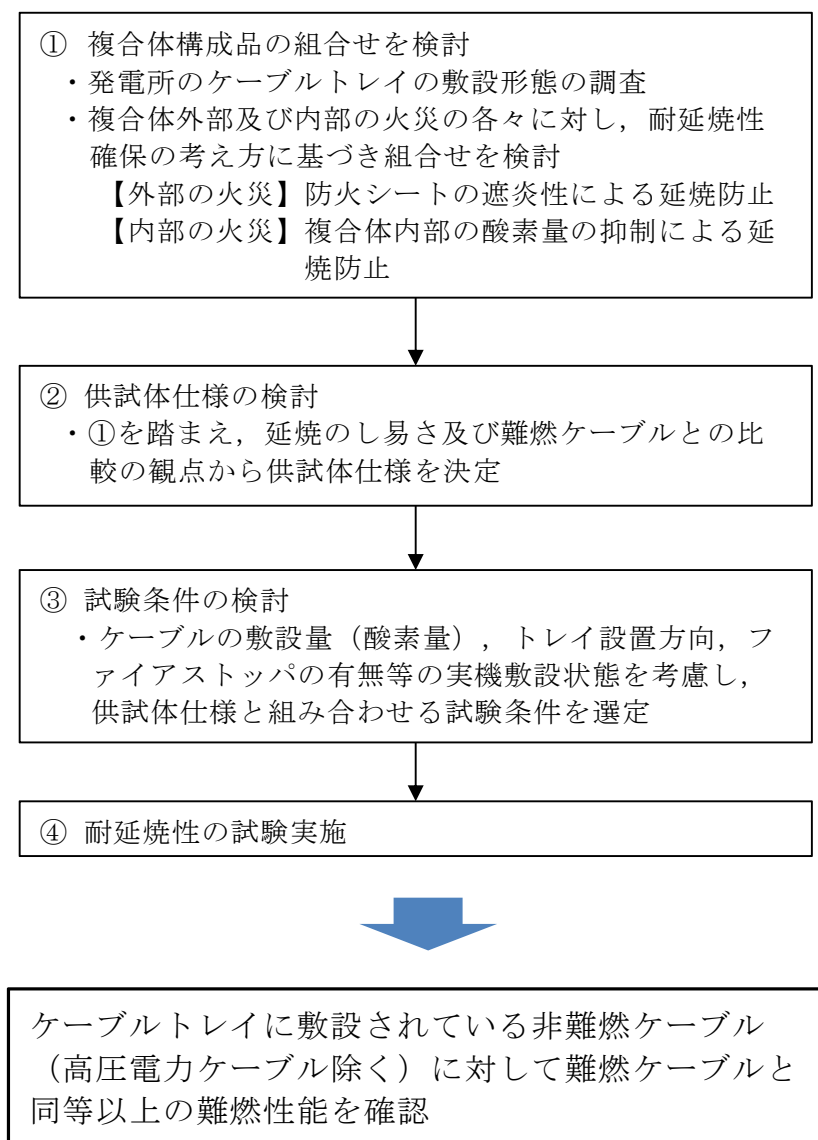 ① 複合体構成品の組合せを検討
・発電所のケーブルトレイの敷設形態の調査
・複合体外部及び内部の火災の各々に対し，耐延焼性
確保の考え方に基づき組合せを検討
【外部の火災】防火シートの遮炎性による延焼防止
【内部の火災】複合体内部の酸素量の抑制による延
焼防止
② 供試体仕様の検討
・①を踏まえ，延焼のし易さ及び難燃ケーブルとの比
較の観点から供試体仕様を決定
③ 試験条件の検討
・ケーブルの敷設量（酸素量），トレイ設置方向，フ
ァイアストッパの有無等の実機敷設状態を考慮し，
供試体仕様と組み合わせる試験条件を選定
④ 耐延焼性の試験実施
ケーブルトレイに敷設されている非難燃ケーブル
（高圧電力ケーブル除く）に対して難燃ケーブルと
同等以上の難燃性能を確認